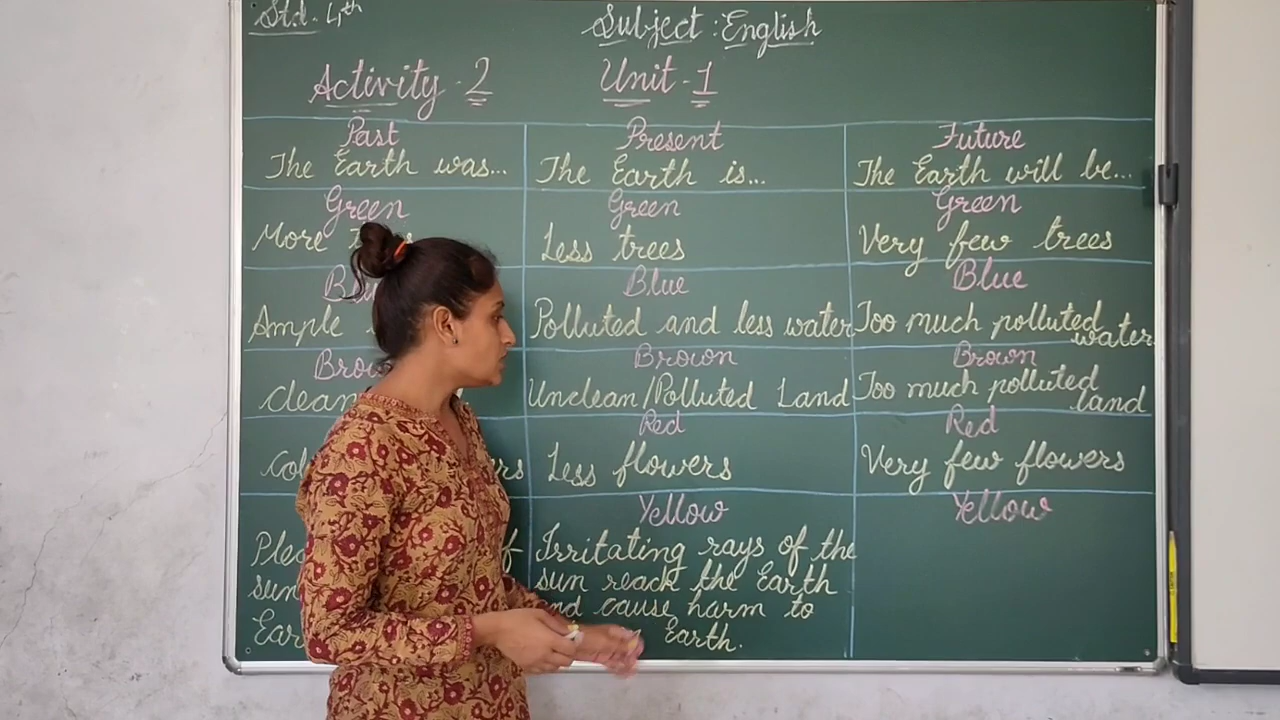 Std. 4th
Subject : English
Activity - 2 Unit - 1
Past Present Future
The Earth was... The Earth is... The Earth will be...
Green Green Green
More Less trees Very few trees
Blue Blue
Ample Polluted and less water Too much polluted water
Brown Brown
Clean Unclean/Polluted Land Too much polluted land
Red Red
Less flowers Very few flowers
Yellow Yellow
of Irritating rays of the
sun sun reach the Earth
and cause harm to
Earth.